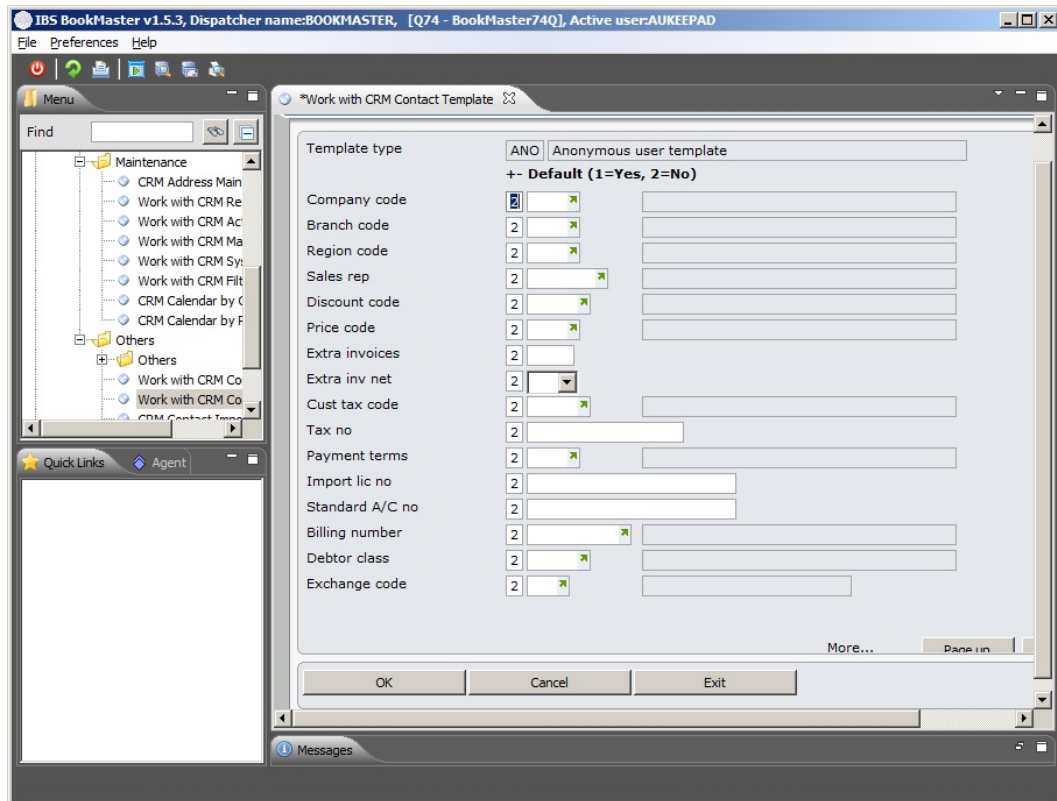 IBS BookMaster v1.5.3, Dispatcher name:BOOKMASTER, [Q74 - BookMaster74Q], Active user:AUKEEPAD
File Preferences Help
Menu
*Work with CRM Contact Template
Find
Maintenance
CRM Address Main
Work with CRM Re
Work with CRM Ac
Work with CRM Ma
Work with CRM Sy
Work with CRM Filt
CRM Calendar by
CRM Calendar by
Others
Others
Work with CRM Co
Work with CRM Co
CRM Contact Impo
Quick Links Agent
Template type ANO Anonymous user template
+- Default (1=Yes, 2=No)
Company code 2
Branch code 2
Region code 2
Sales rep 2
Discount code 2
Price code 2
Extra invoices 2
Extra inv net 2
Cust tax code 2
Tax no 2
Payment terms 2
Import lic no 2
Standard A/C no 2
Billing number 2
Debtor class 2
Exchange code 2
More... Page up
OK Cancel Exit
Messages